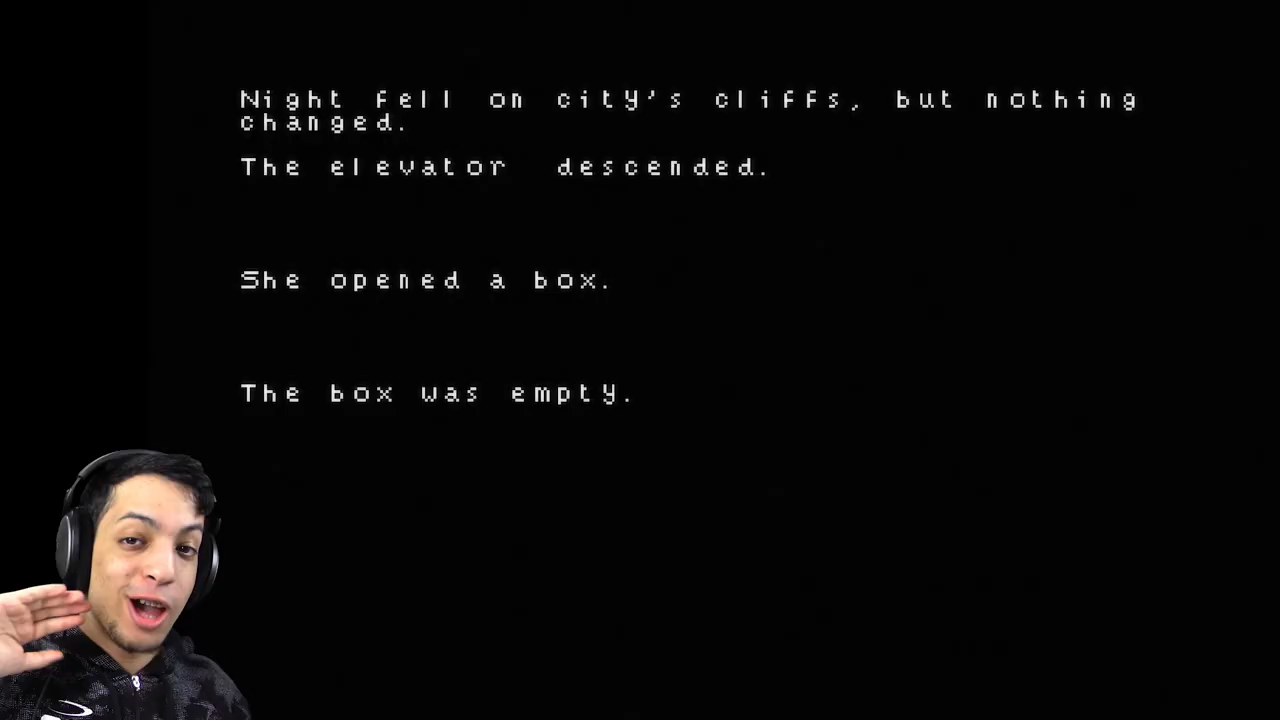 Night fell on city's cliffs, but nothing
changed.
The elevator descended.
She opened a box.
The box was empty.